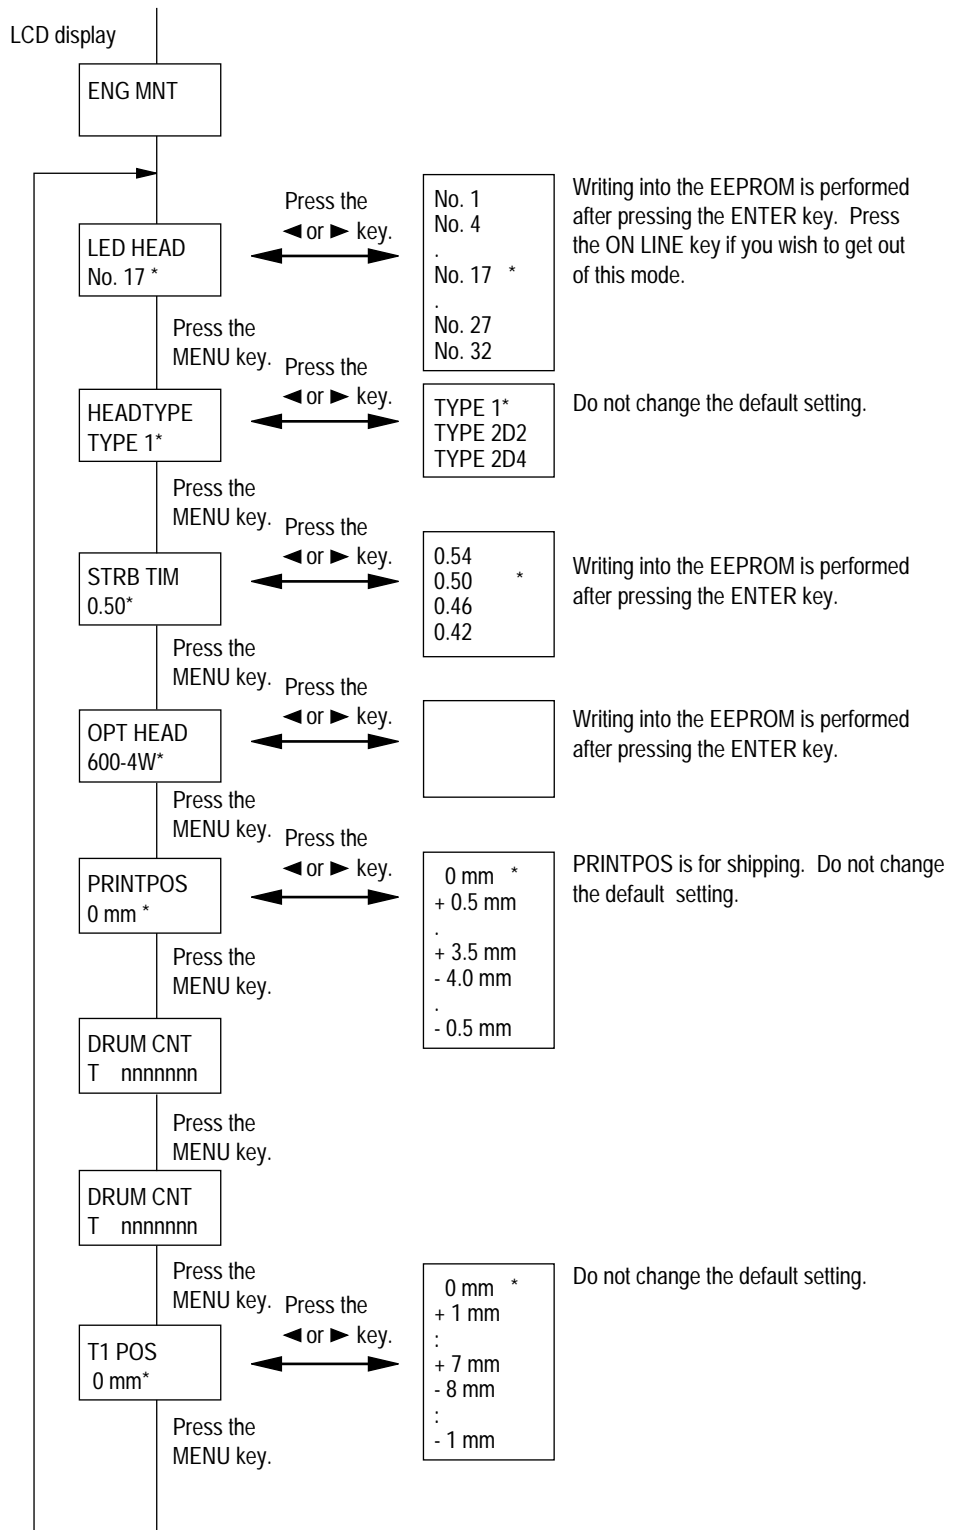 LCD display
ENG MNT
LED HEAD
No. 17 *
Press the
◄ or ► key.
No. 1
No. 4
.
No. 17 *
.
No. 27
No. 32
Writing into the EEPROM is performed
after pressing the ENTER key. Press
the ON LINE key if you wish to get out
of this mode.
Press the
MENU key.
HEADTYPE
TYPE 1*
Press the
◄ or ► key.
TYPE 1*
TYPE 2D2
TYPE 2D4
Do not change the default setting.
Press the
MENU key.
STRB TIM
0.50*
Press the
◄ or ► key.
0.54
0.50 *
0.46
0.42
Writing into the EEPROM is performed
after pressing the ENTER key.
Press the
MENU key.
OPT HEAD
600-4W*
Press the
◄ or ► key.
Writing into the EEPROM is performed
after pressing the ENTER key.
Press the
MENU key.
PRINTPOS
0 mm *
Press the
◄ or ► key.
0 mm *
+ 0.5 mm
.
+ 3.5 mm
- 4.0 mm
.
- 0.5 mm
PRINTPOS is for shipping. Do not change
the default setting.
Press the
MENU key.
DRUM CNT
T nnnnnnn
Press the
MENU key.
DRUM CNT
T nnnnnnn
Press the
MENU key.
T1 POS
0 mm*
Press the
◄ or ► key.
0 mm *
+ 1 mm
:
+ 7 mm
- 8 mm
:
- 1 mm
Do not change the default setting.
Press the
MENU key.